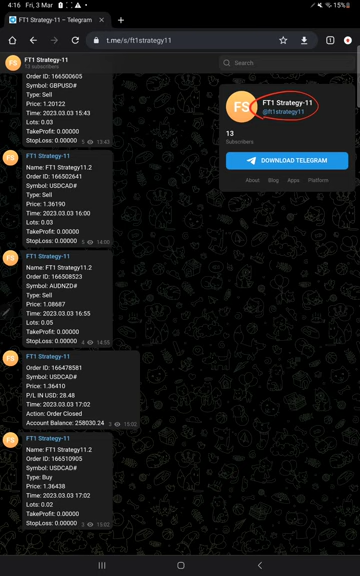 4:16 Fri, 3 Mar
15%
FT1 Strategy-11 – Telegram
t.me/s/ft1strategy11
1
FT1 Strategy-11
13 subscribers
Search
Order ID: 166500605
Symbol: GBPUSD#
Type: Sell
Price: 1.20122
Time: 2023.03.03 15:43
Lots: 0.03
TakeProfit: 0.00000
StopLoss: 0.00000 5 13:43
FS
FT1 Strategy-11
Name: FT1 Strategy11.2
Order ID: 166502641
Symbol: USDCAD#
Type: Sell
Price: 1.36190
Time: 2023.03.03 16:00
Lots: 0.03
TakeProfit: 0.00000
StopLoss: 0.00000 5 14:00
FS
FT1 Strategy-11
Name: FT1 Strategy11.2
Order ID: 166508523
Symbol: AUDNZD#
Type: Sell
Price: 1.08687
Time: 2023.03.03 16:55
Lots: 0.05
TakeProfit: 0.00000
StopLoss: 0.00000 4 14:55
FS
FT1 Strategy-11
Order ID: 166478581
Symbol: USDCAD#
Price: 1.36410
P/L IN USD: 28.48
Time: 2023.03.03 17:02
Action: Order Closed
Account Balance: 258030.24 3 15:02
FS
FT1 Strategy-11
Name: FT1 Strategy11.2
Order ID: 166510905
Symbol: USDCAD#
Type: Buy
Price: 1.36438
Time: 2023.03.03 17:02
Lots: 0.02
TakeProfit: 0.00000
StopLoss: 0.00000 3 15:02
FS
FT1 Strategy-11
@ft1strategy11
13
Subscribers
DOWNLOAD TELEGRAM
About Blog Apps Platform